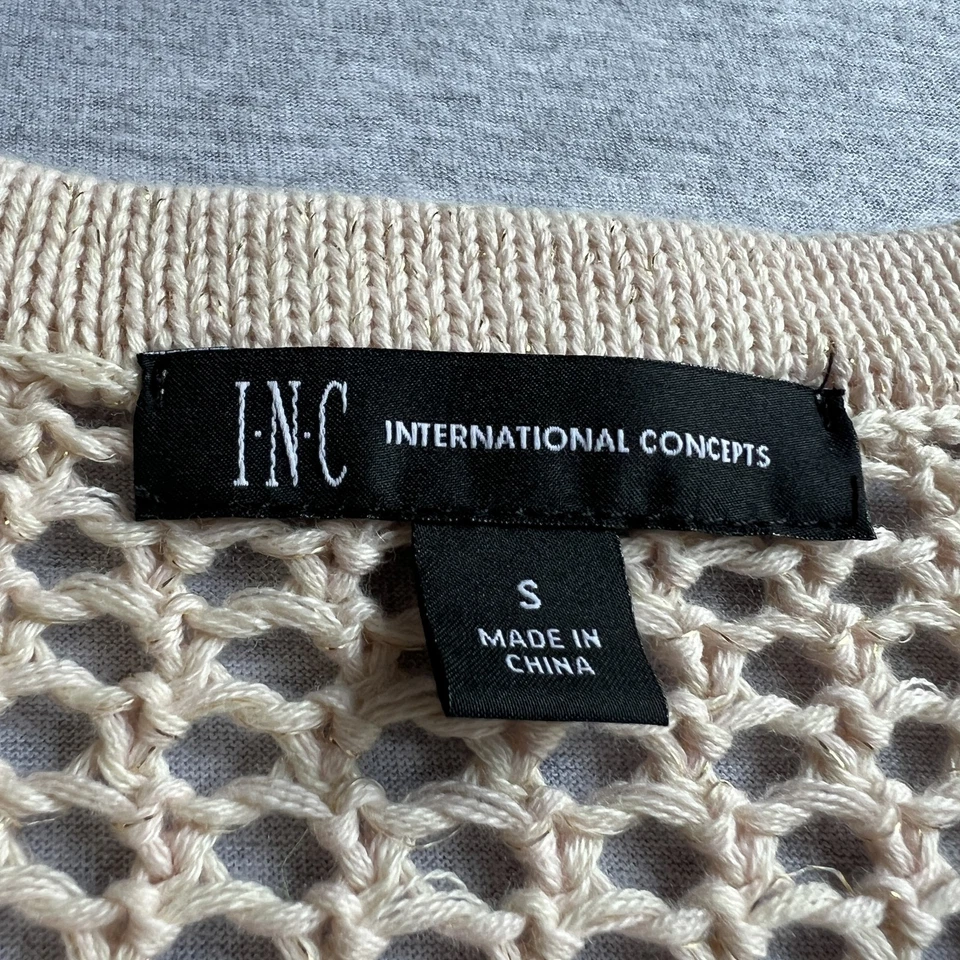 I·N·C INTERNATIONAL CONCEPTS
S
MADE IN
CHINA